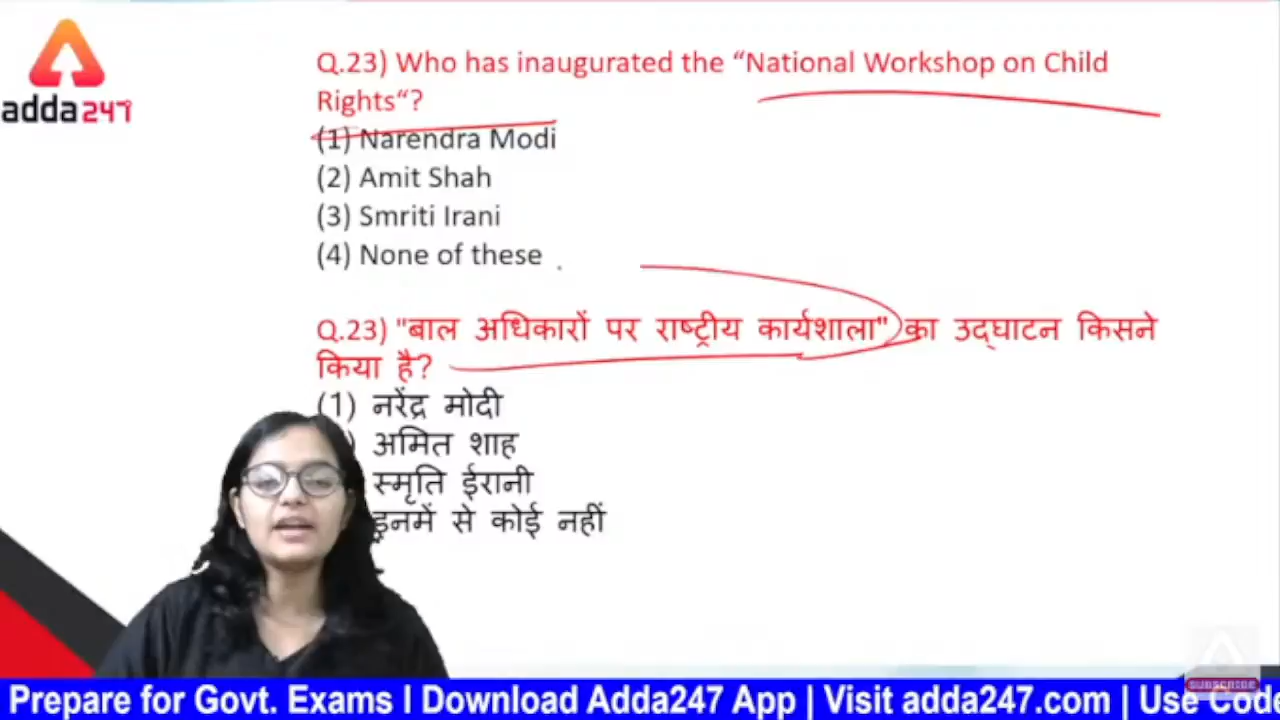 adda247
Q.23) Who has inaugurated the “National Workshop on Child
Rights“?
(1) Narendra Modi
(2) Amit Shah
(3) Smriti Irani
(4) None of these
Q.23) "बाल अधिकारों पर राष्ट्रीय कार्यशाला" का उद्घाटन किसने
किया है?
(1) नरेंद्र मोदी
) अमित शाह
स्मृति ईरानी
इनमें से कोई नहीं
SUBSCRIBE
Prepare for Govt. Exams I Download Adda247 App | Visit adda247.com | Use Code